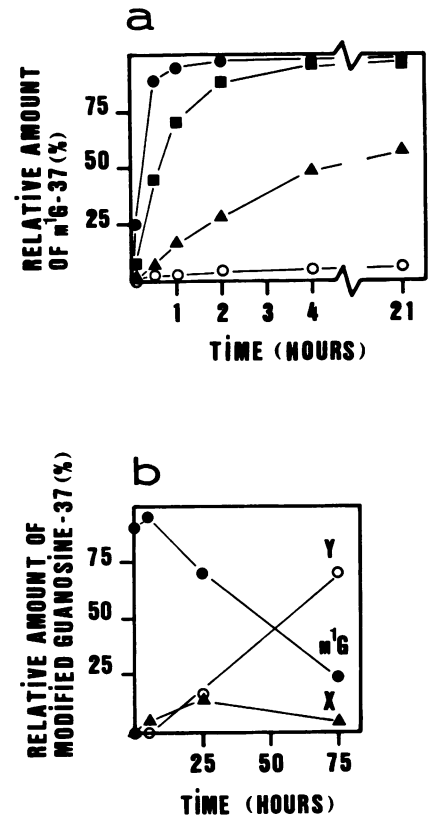 a
RELATIVE AMOUNT
OF m¹G-37 (%)
75
50
25
1 2 3 4 21
TIME (HOURS)
b
RELATIVE AMOUNT OF
MODIFIED GUANOSINE-37 (%)
75
50
25
Y
m¹G
X
25 50 75
TIME (HOURS)